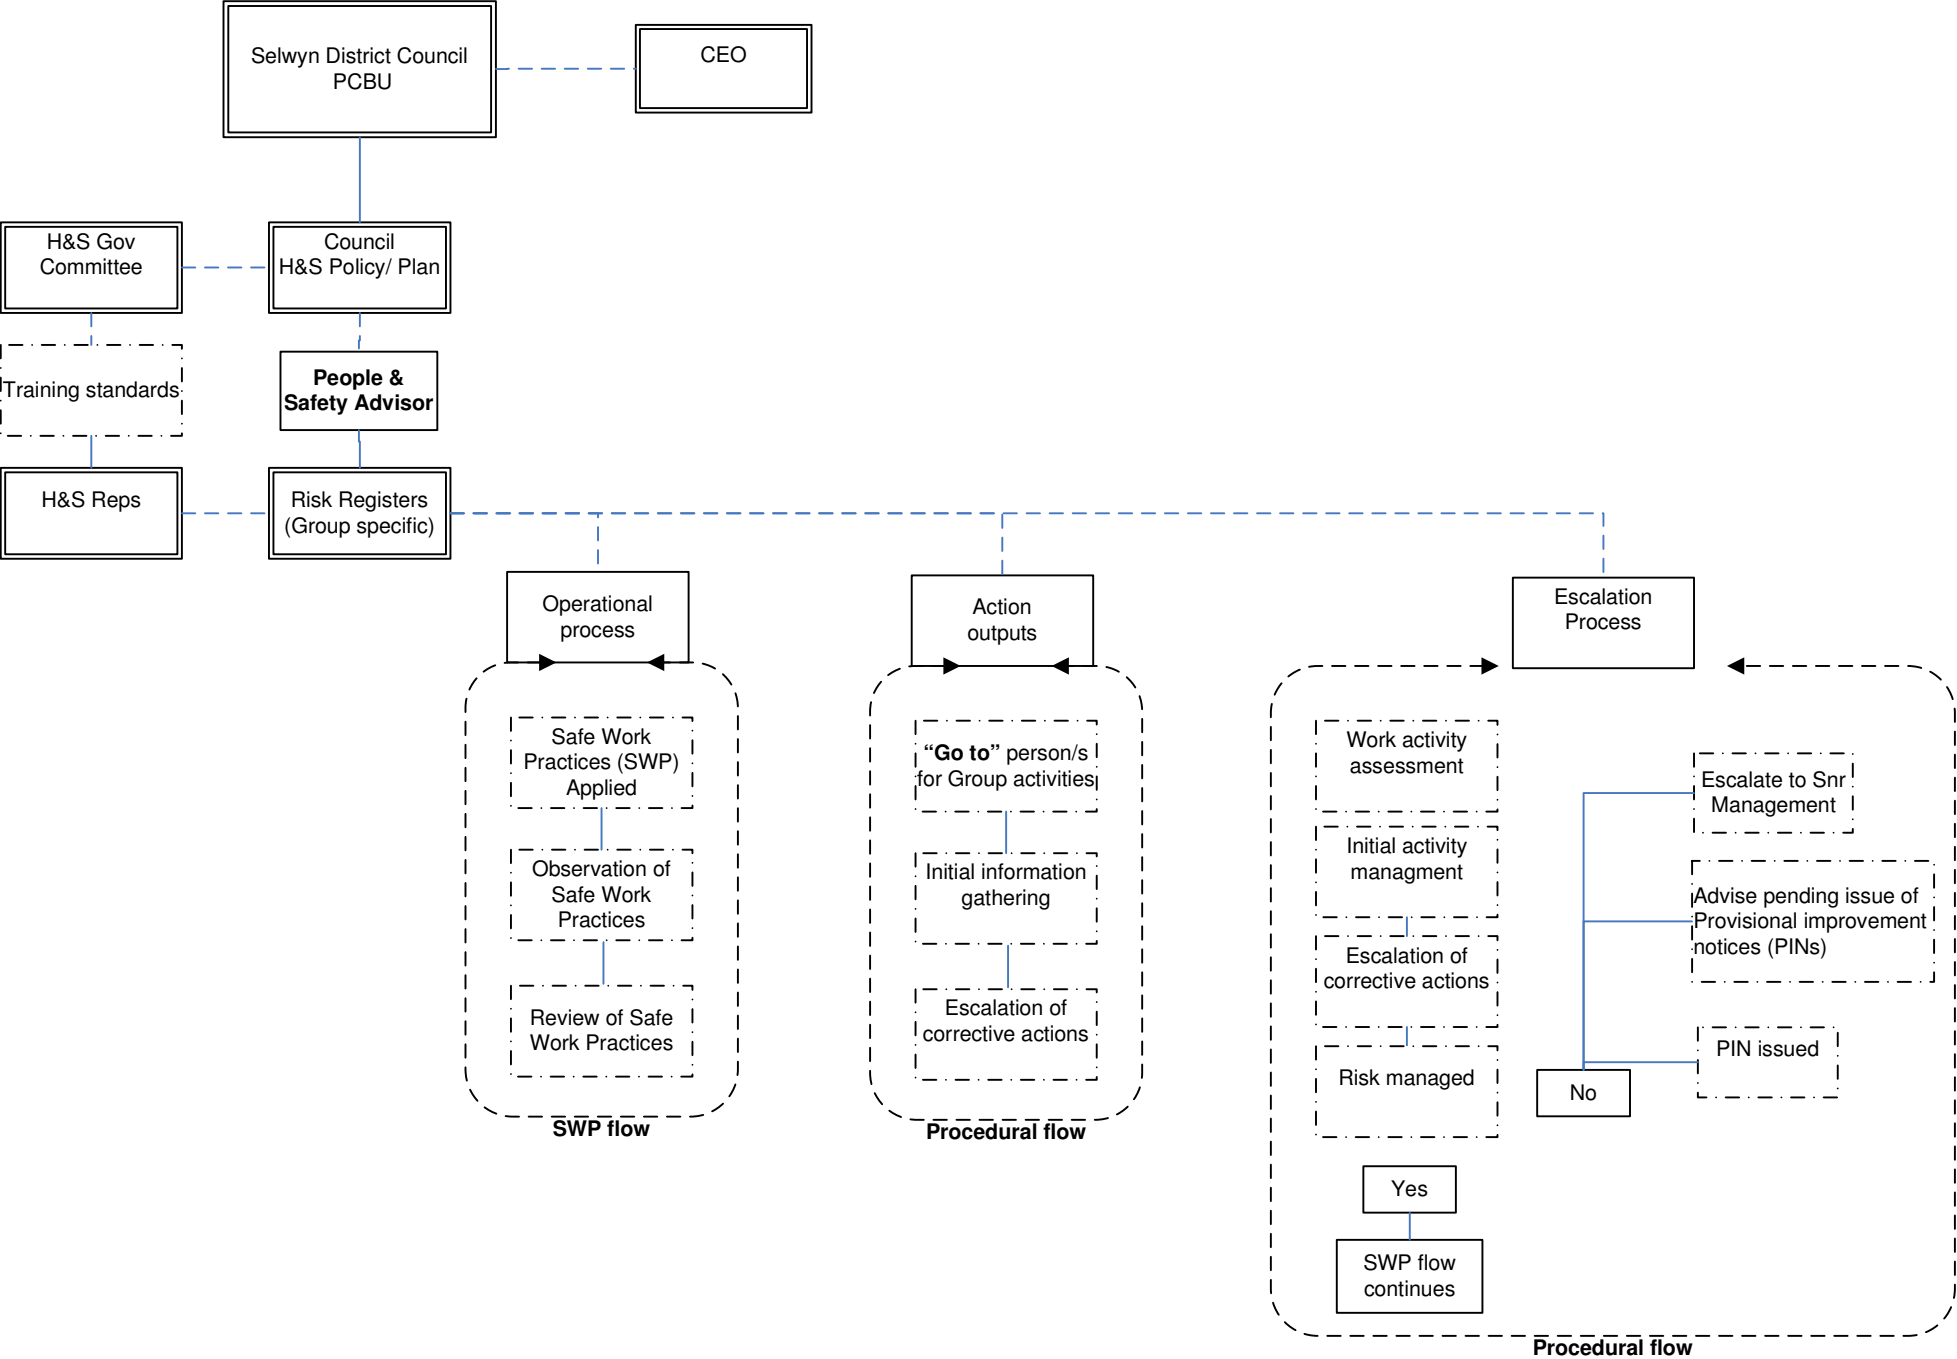 Selwyn District Council
PCBU
CEO
H&S Gov
Committee
Council
H&S Policy/ Plan
Training standards
People &
Safety Advisor
H&S Reps
Risk Registers
(Group specific)
Operational
process
Safe Work
Practices (SWP)
Applied
Observation of
Safe Work
Practices
Review of Safe
Work Practices
SWP flow
Action
outputs
“Go to” person/s
for Group activities
Initial information
gathering
Escalation of
corrective actions
Procedural flow
Escalation
Process
Work activity
assessment
Initial activity
managment
Escalation of
corrective actions
Risk managed
Yes
SWP flow
continues
Escalate to Snr
Management
Advise pending issue of
Provisional improvement
notices (PINs)
PIN issued
No
Procedural flow